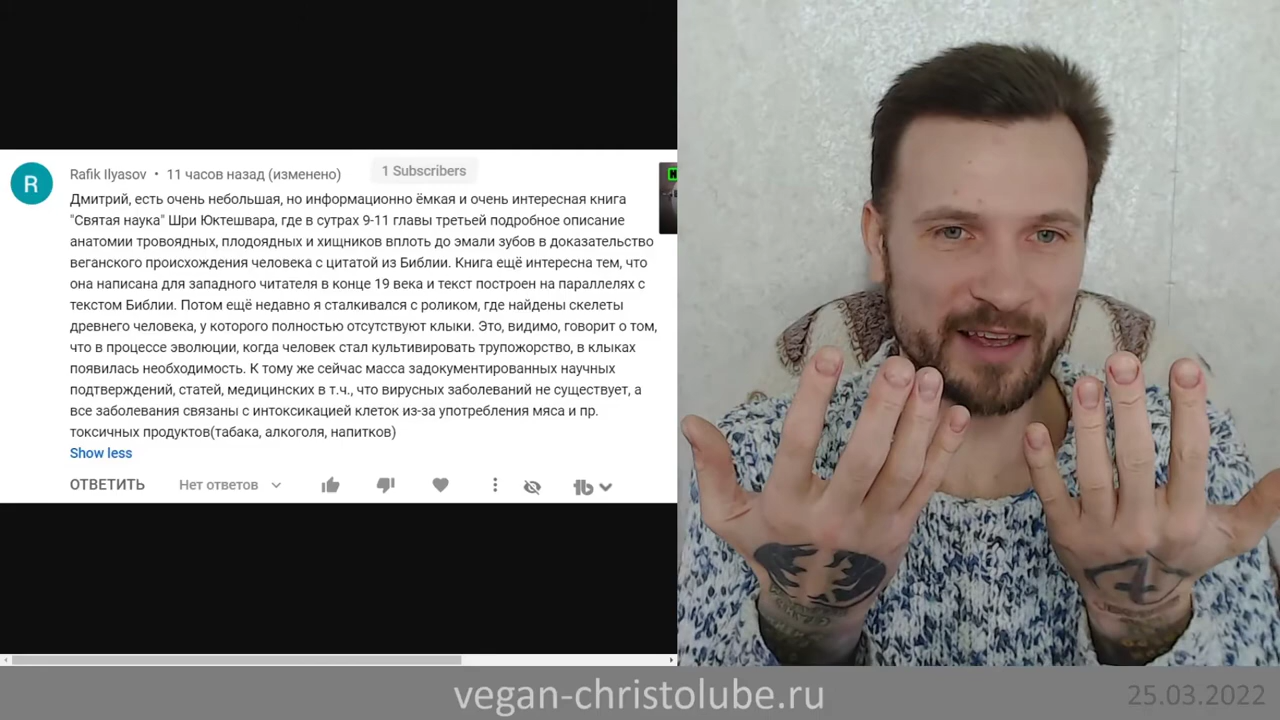 R
Rafik Ilyasov • 11 часов назад (изменено)
1 Subscribers
Дмитрий, есть очень небольшая, но информационно ёмкая и очень интересная книга
"Святая наука" Шри Юктешвара, где в сутрах 9-11 главы третьей подробное описание
анатомии тровоядных, плодоядных и хищников вплоть до эмали зубов в доказательство
веганского происхождения человека с цитатой из Библии. Книга ещё интересна тем, что
она написана для западного читателя в конце 19 века и текст построен на параллелях с
текстом Библии. Потом ещё недавно я сталкивался с роликом, где найдены скелеты
древнего человека, у которого полностью отсутствуют клыки. Это, видимо, говорит о том,
что в процессе эволюции, когда человек стал культивировать трупожорство, в клыках
появилась необходимость. К тому же сейчас масса задокументированных научных
подтверждений, статей, медицинских в т.ч., что вирусных заболеваний не существует, а
все заболевания связаны с интоксикацией клеток из-за употребления мяса и пр.
токсичных продуктов(табака, алкоголя, напитков)
Show less
ОТВЕТИТЬ Нет ответов
vegan-christolube.ru
25.03.2022